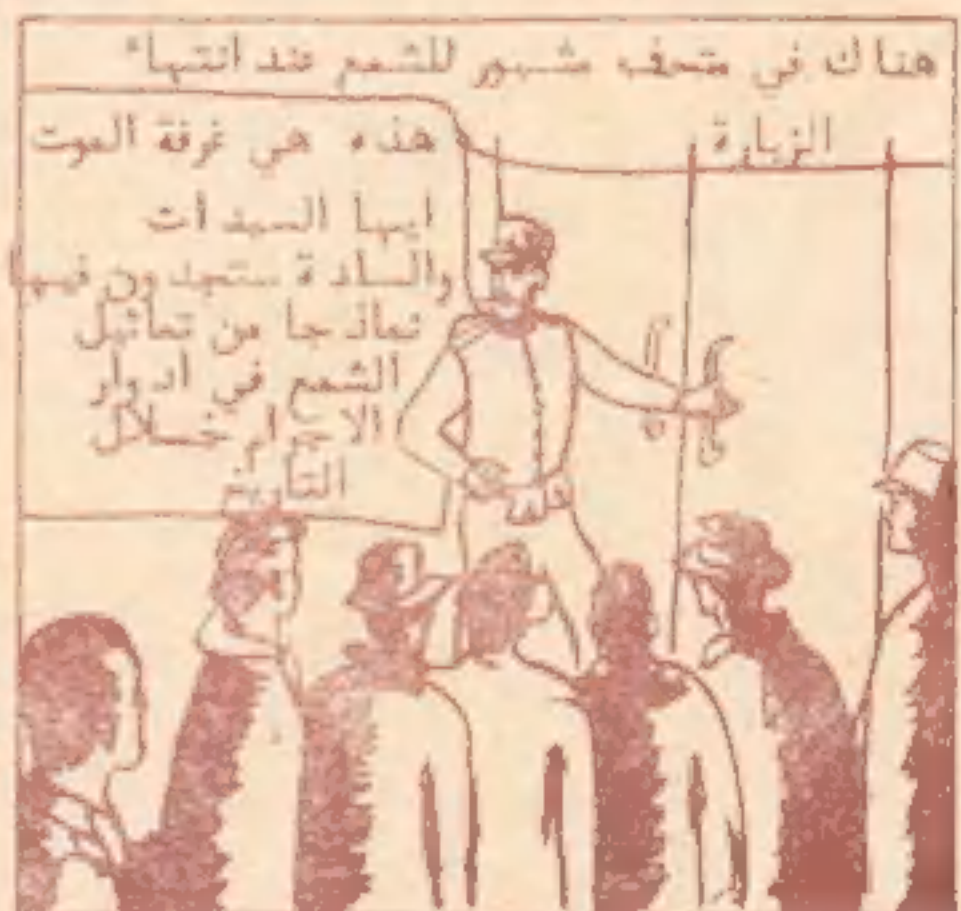 هناك في متحف مشهور للشمع عند انتهاء
الزيارة
هذه هي غرفة الموت
ايها السيدات
والسادة ستجدون فيها
نماذجا من تماثيل
الشمع في ادوار
الاجرام خلال
التاريخ